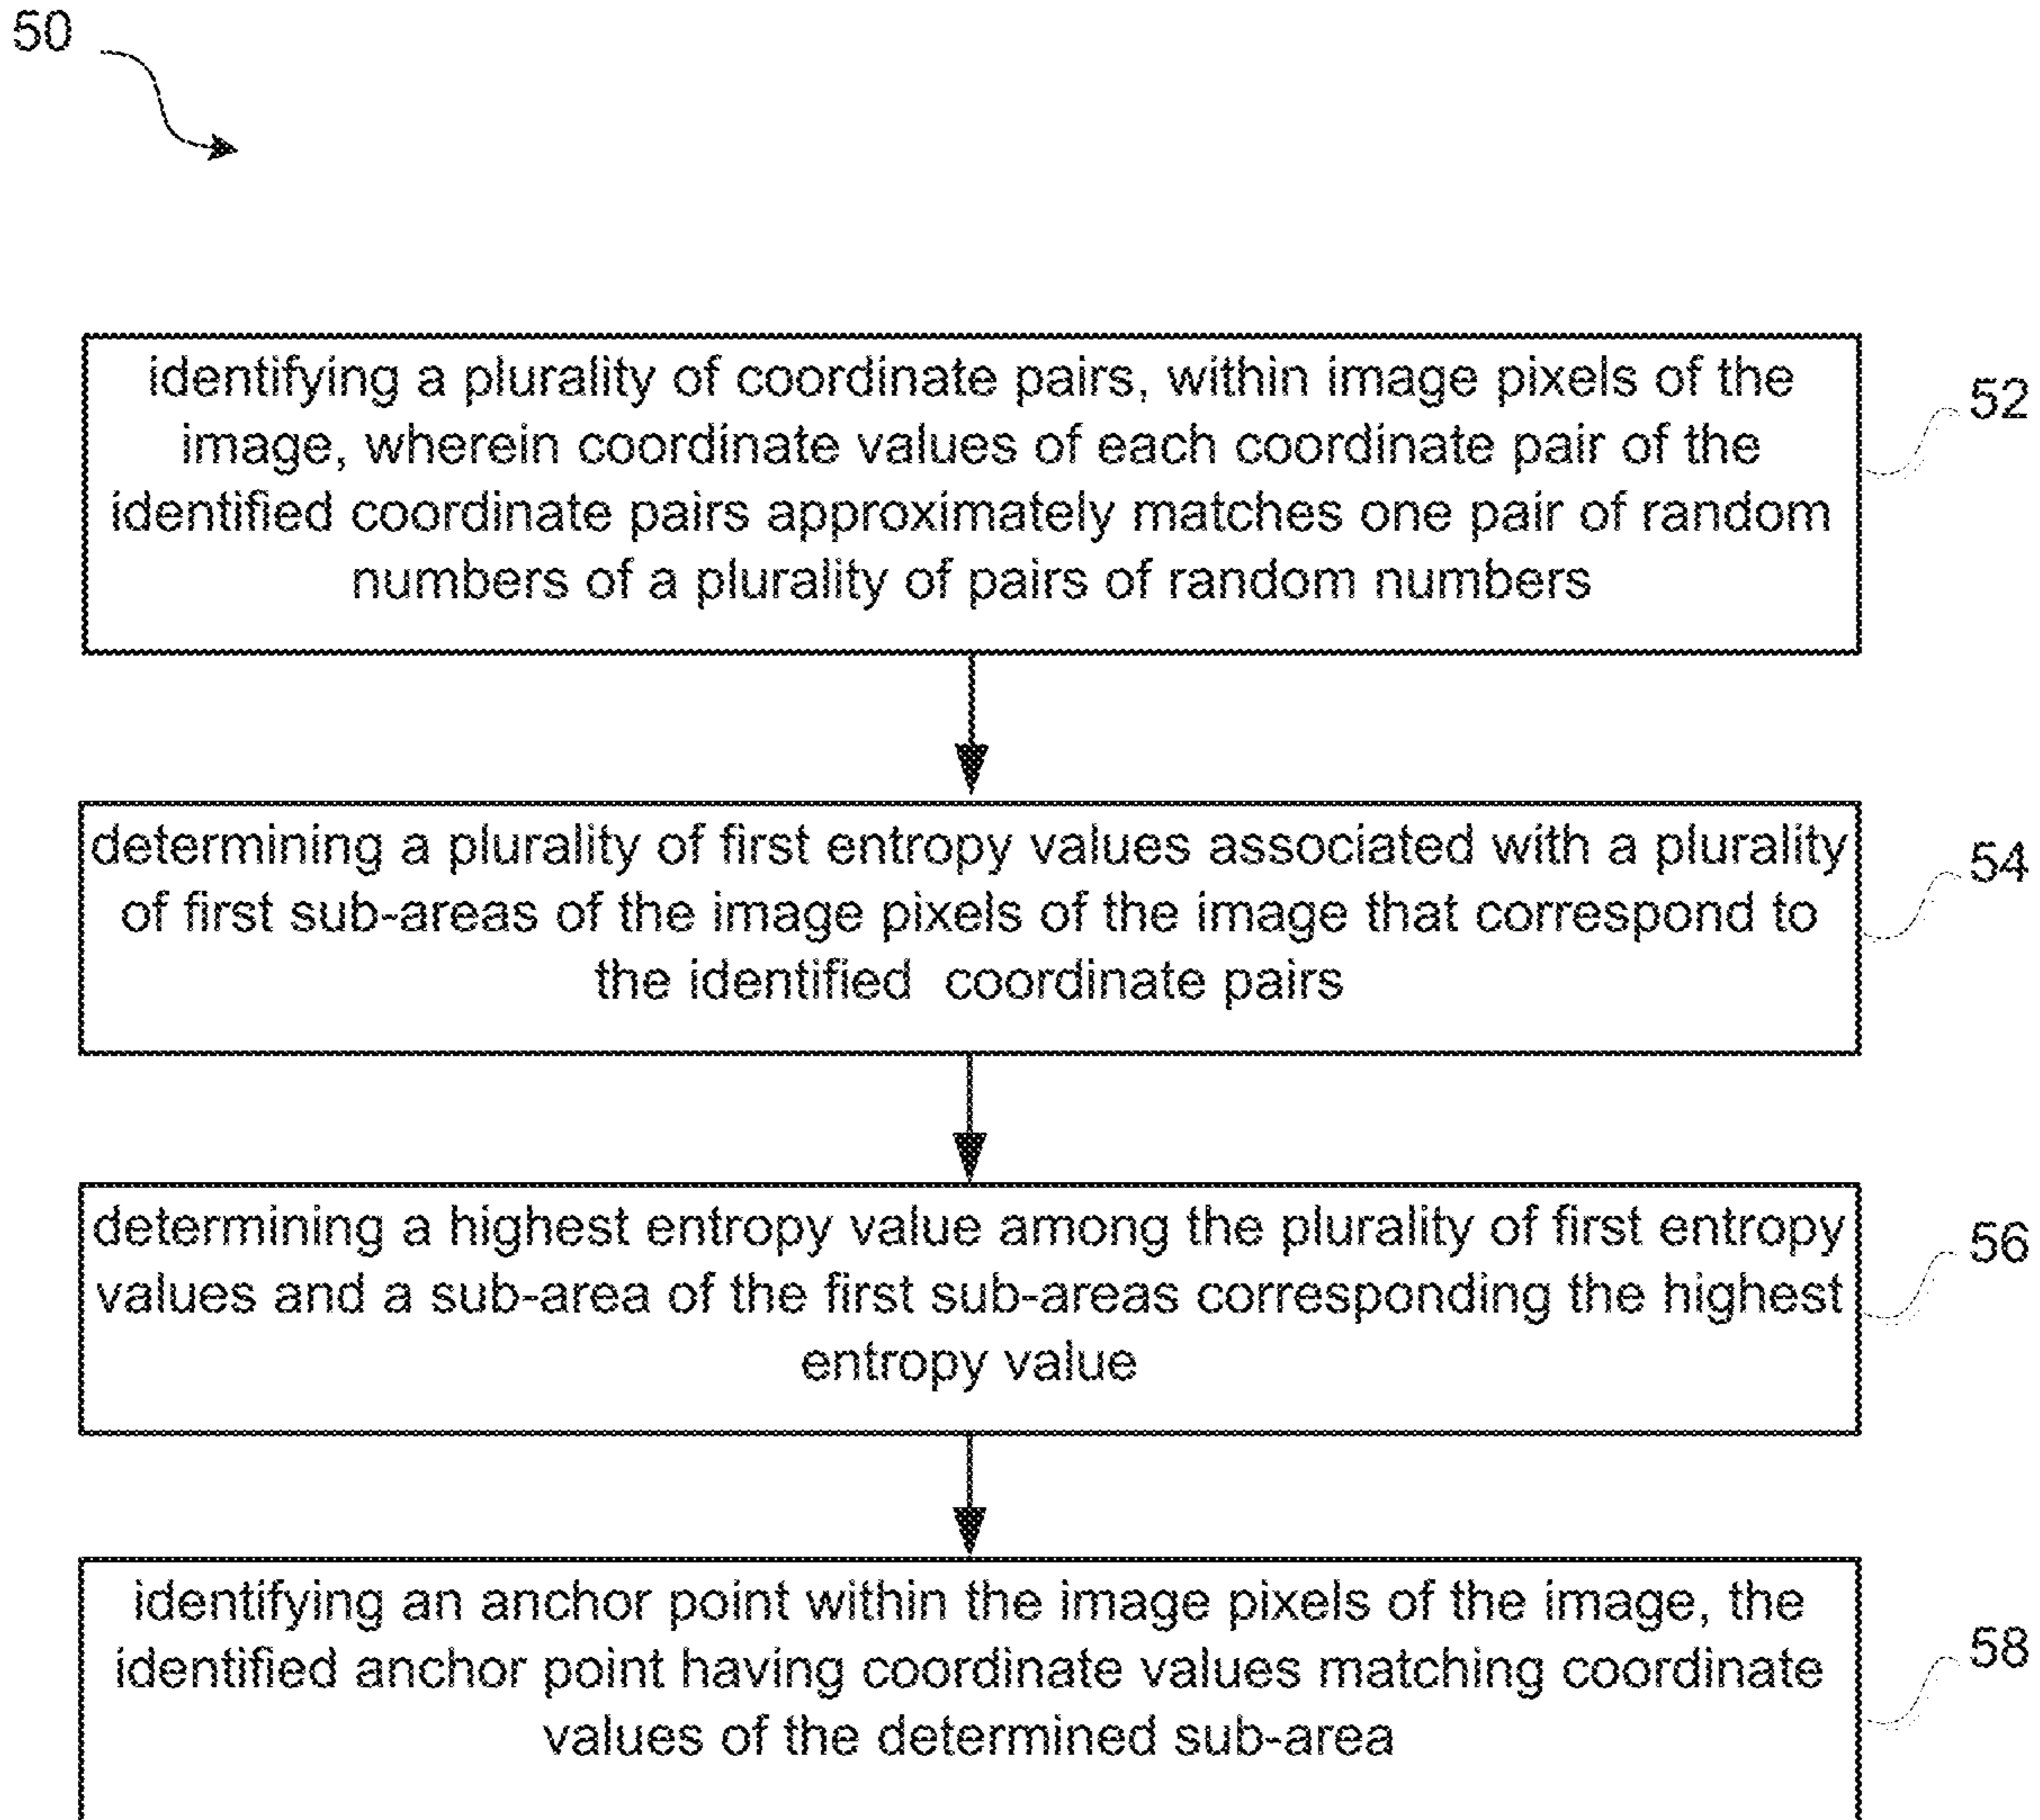 50
identifying a plurality of coordinate pairs, within image pixels of the
image, wherein coordinate values of each coordinate pair of the
identified coordinate pairs approximately matches one pair of random
numbers of a plurality of pairs of random numbers
52
determining a plurality of first entropy values associated with a plurality
of first sub-areas of the image pixels of the image that correspond to
the identified coordinate pairs
54
determining a highest entropy value among the plurality of first entropy
values and a sub-area of the first sub-areas corresponding the highest
entropy value
56
identifying an anchor point within the image pixels of the image, the
identified anchor point having coordinate values matching coordinate
values of the determined sub-area
58